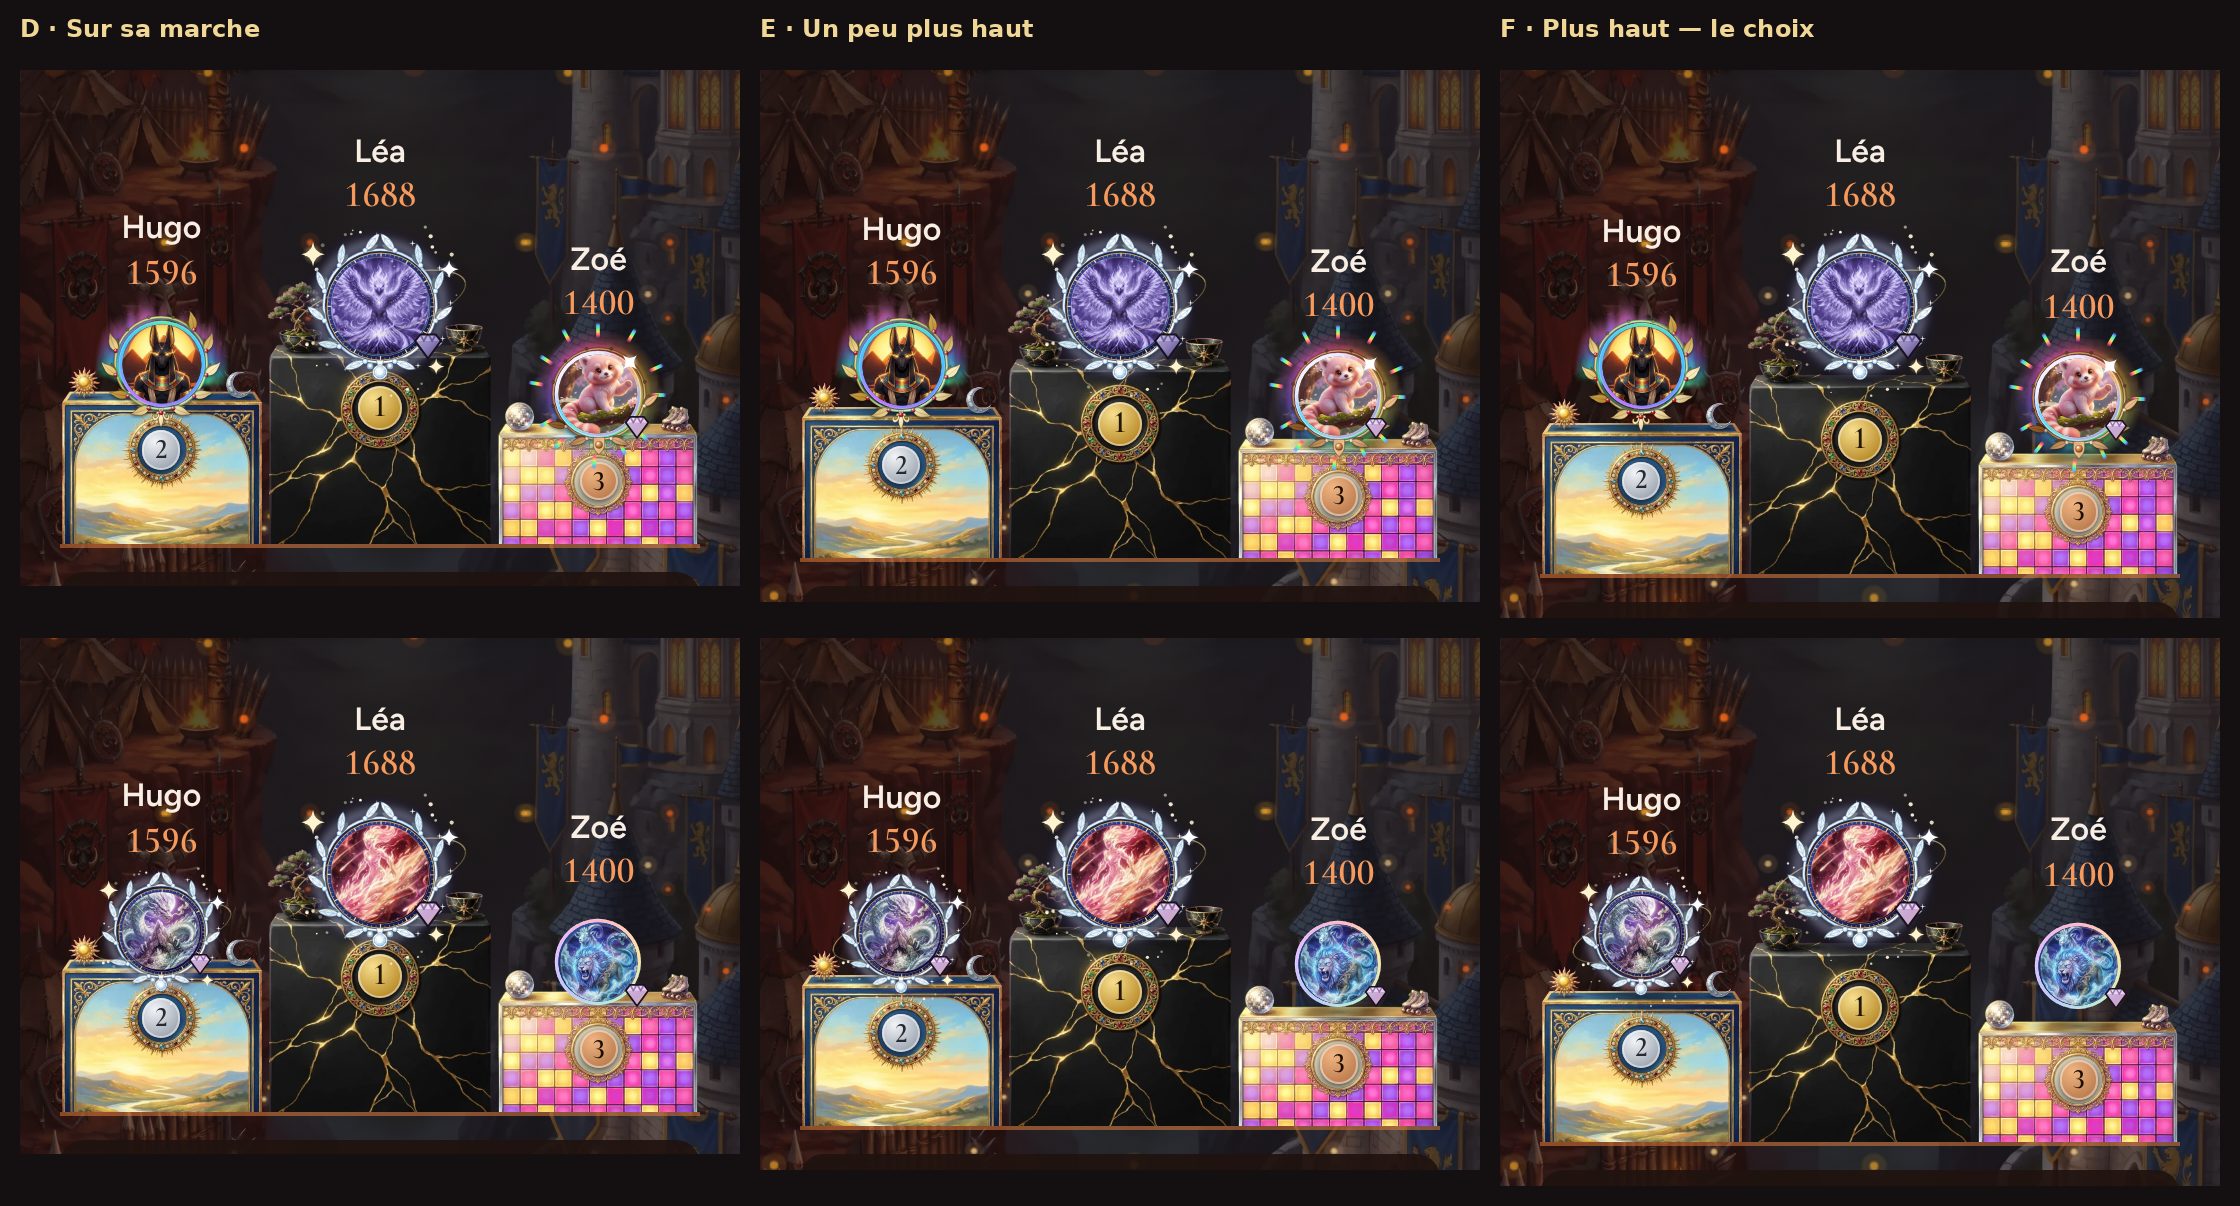 D · Sur sa marche
E · Un peu plus haut
F · Plus haut — le choix
Léa
1688
Hugo
1596
Zoé
1400
1
2
3
Léa
1688
Hugo
1596
Zoé
1400
1
2
3
Léa
1688
Hugo
1596
Zoé
1400
1
2
3
Léa
1688
Hugo
1596
Zoé
1400
1
2
3
Léa
1688
Hugo
1596
Zoé
1400
1
2
3
Léa
1688
Hugo
1596
Zoé
1400
1
2
3